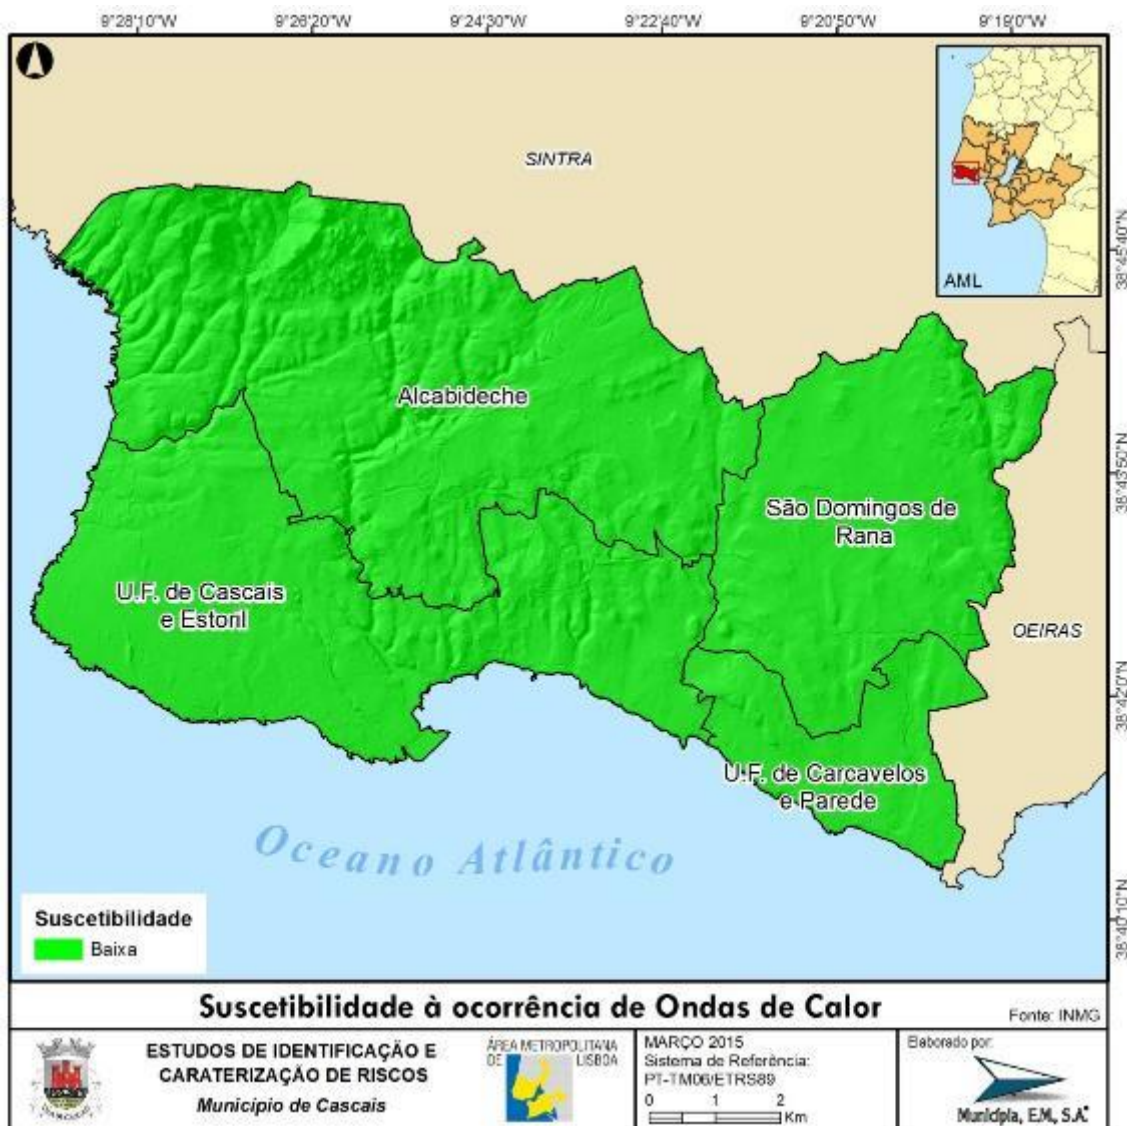 9°28'10"W
9°26'20"W
9°24'30"W
9°22'40"W
9°20'50"W
9°19'0"W
SINTRA
AML
38°45'40"N
Alcabideche
38°43'50"N
São Domingos de
Rana
U.F. de Cascais
e Estoril
OEIRAS
38°42'0"N
U.F. de Carcavelos
e Parede
Oceano Atlântico
38°40'10"N
Suscetibilidade
Baixa
Suscetibilidade à ocorrência de Ondas de Calor
Fonte: INMG
ESTUDOS DE IDENTIFICAÇÃO E
CARATERIZAÇÃO DE RISCOS
Município de Cascais
ÁREA METROPOLITANA
DE LISBOA
MARÇO 2015
Sistema de Referência:
PT-TM06/ETRS89
0 1 2
Km
Elaborado por:
Municípia, E.M., S.A.